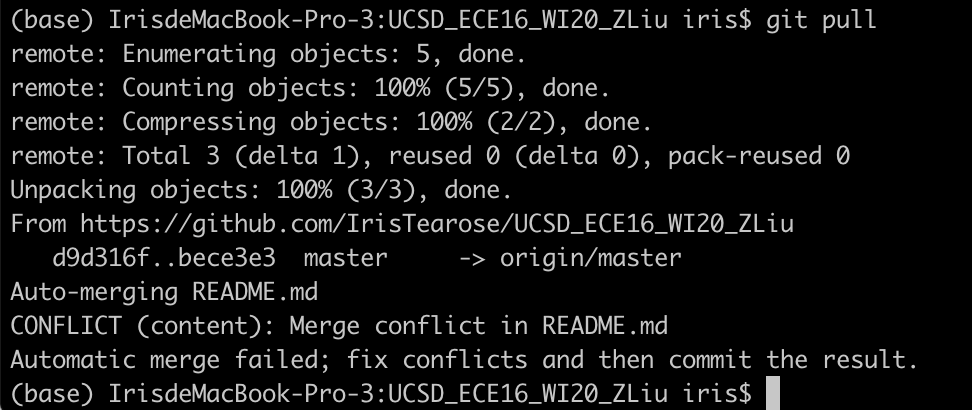 (base) IrisdeMacBook-Pro-3:UCSD_ECE16_WI20_ZLiu iris$ git pull
remote: Enumerating objects: 5, done.
remote: Counting objects: 100% (5/5), done.
remote: Compressing objects: 100% (2/2), done.
remote: Total 3 (delta 1), reused 0 (delta 0), pack-reused 0
Unpacking objects: 100% (3/3), done.
From https://github.com/IrisTearose/UCSD_ECE16_WI20_ZLiu
   d9d316f..bece3e3  master     -> origin/master
Auto-merging README.md
CONFLICT (content): Merge conflict in README.md
Automatic merge failed; fix conflicts and then commit the result.
(base) IrisdeMacBook-Pro-3:UCSD_ECE16_WI20_ZLiu iris$